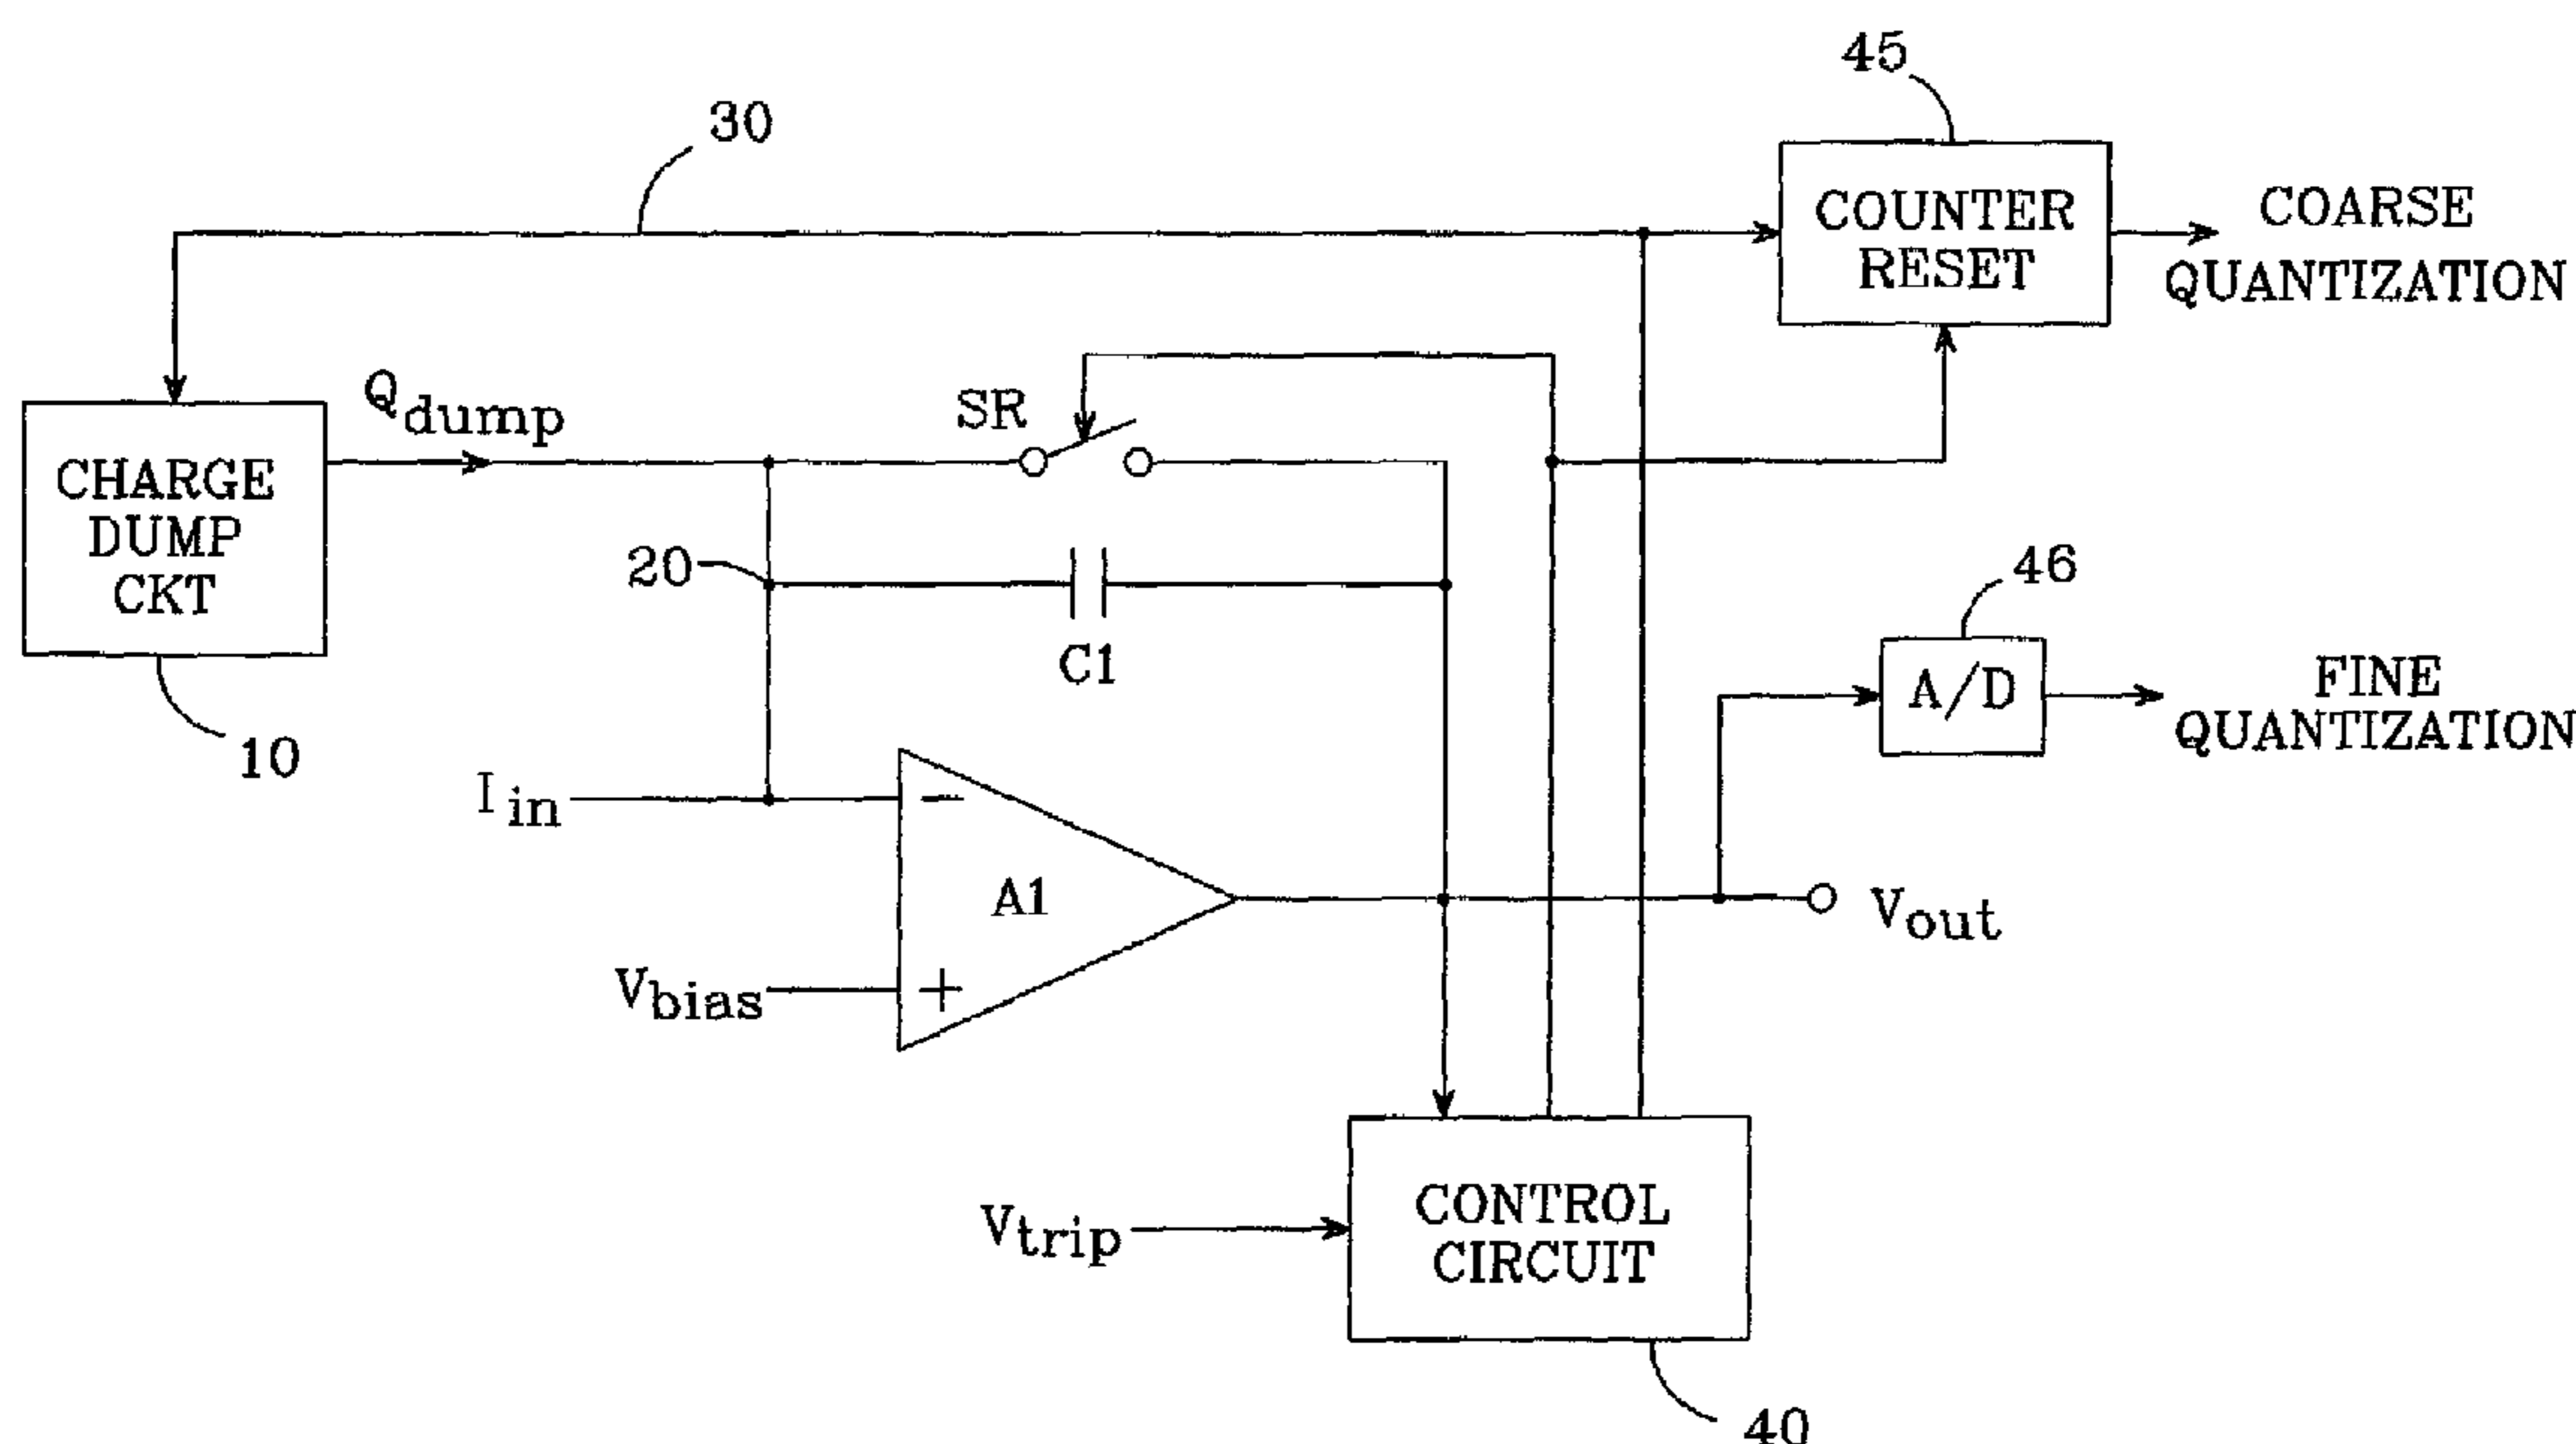 45
30
COUNTER
RESET
COARSE
QUANTIZATION
Qdump
SR
CHARGE
DUMP
CKT
20
C1
46
A/D
FINE
QUANTIZATION
10
Iin
A1
Vbias
Vout
Vtrip
CONTROL
CIRCUIT
40